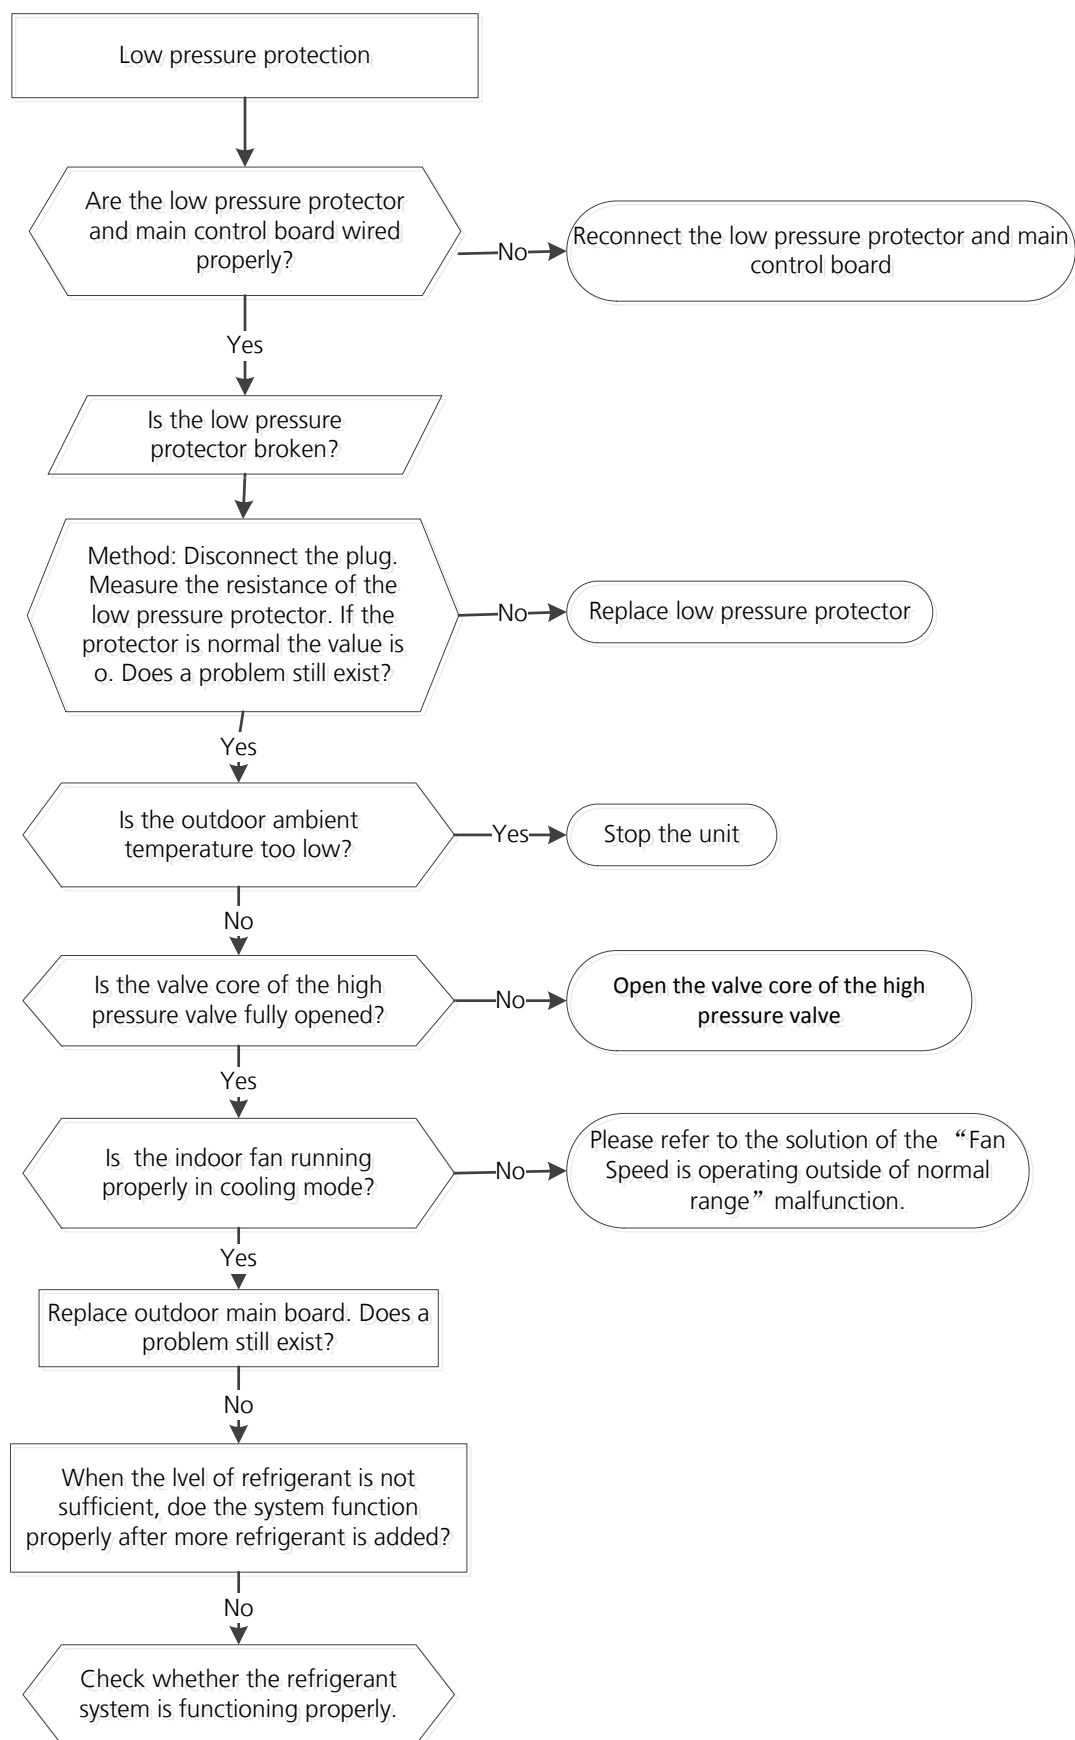 Low pressure protection
Are the low pressure protector
and main control board wired
properly?
No
Reconnect the low pressure protector and main
control board
Yes
Is the low pressure
protector broken?
Method: Disconnect the plug.
Measure the resistance of the
low pressure protector. If the
protector is normal the value is
o. Does a problem still exist?
No
Replace low pressure protector
Yes
Is the outdoor ambient
temperature too low?
Yes
Stop the unit
No
Is the valve core of the high
pressure valve fully opened?
No
Open the valve core of the high
pressure valve
Yes
Is  the indoor fan running
properly in cooling mode?
No
Please refer to the solution of the “Fan
Speed is operating outside of normal
range” malfunction.
Yes
Replace outdoor main board. Does a
problem still exist?
No
When the lvel of refrigerant is not
sufficient, doe the system function
properly after more refrigerant is added?
No
Check whether the refrigerant
system is functioning properly.